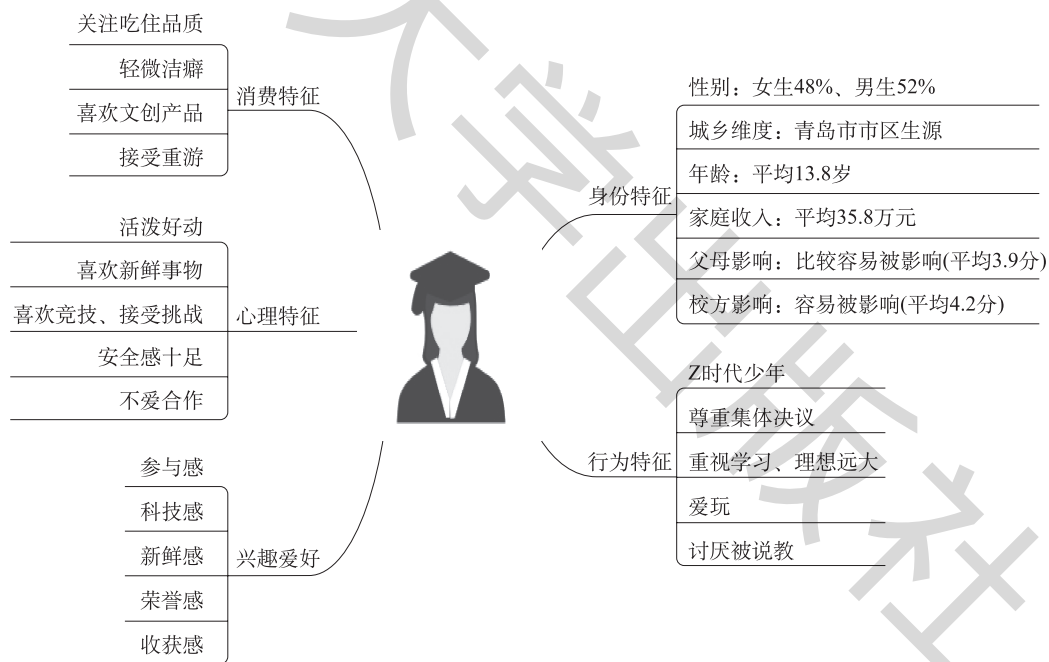 关注吃住品质
轻微洁癖
喜欢文创产品
接受重游
消费特征
活泼好动
喜欢新鲜事物
喜欢竞技、接受挑战
安全感十足
不爱合作
心理特征
参与感
科技感
新鲜感
荣誉感
收获感
兴趣爱好
身份特征
性别：女生48%、男生52%
城乡维度：青岛市市区生源
年龄：平均13.8岁
家庭收入：平均35.8万元
父母影响：比较容易被影响(平均3.9分)
校方影响：容易被影响(平均4.2分)
行为特征
Z时代少年
尊重集体决议
重视学习、理想远大
爱玩
讨厌被说教
大学出版社